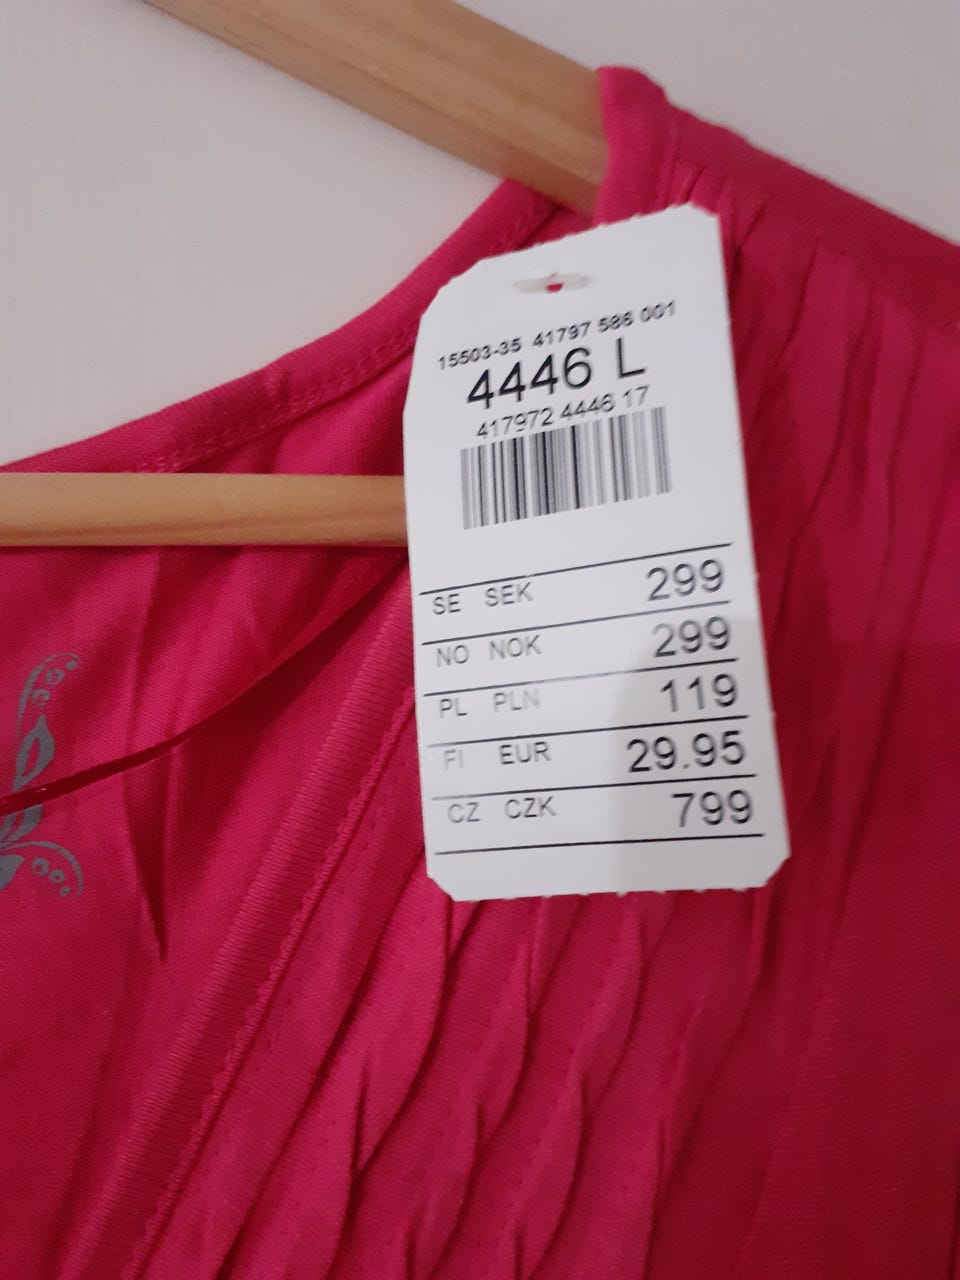 15503-35 41797 586 001
4446 L
417972 4446 17
SE SEK 299
NO NOK 299
PL PLN 119
FI EUR 29.95
CZ CZK 799